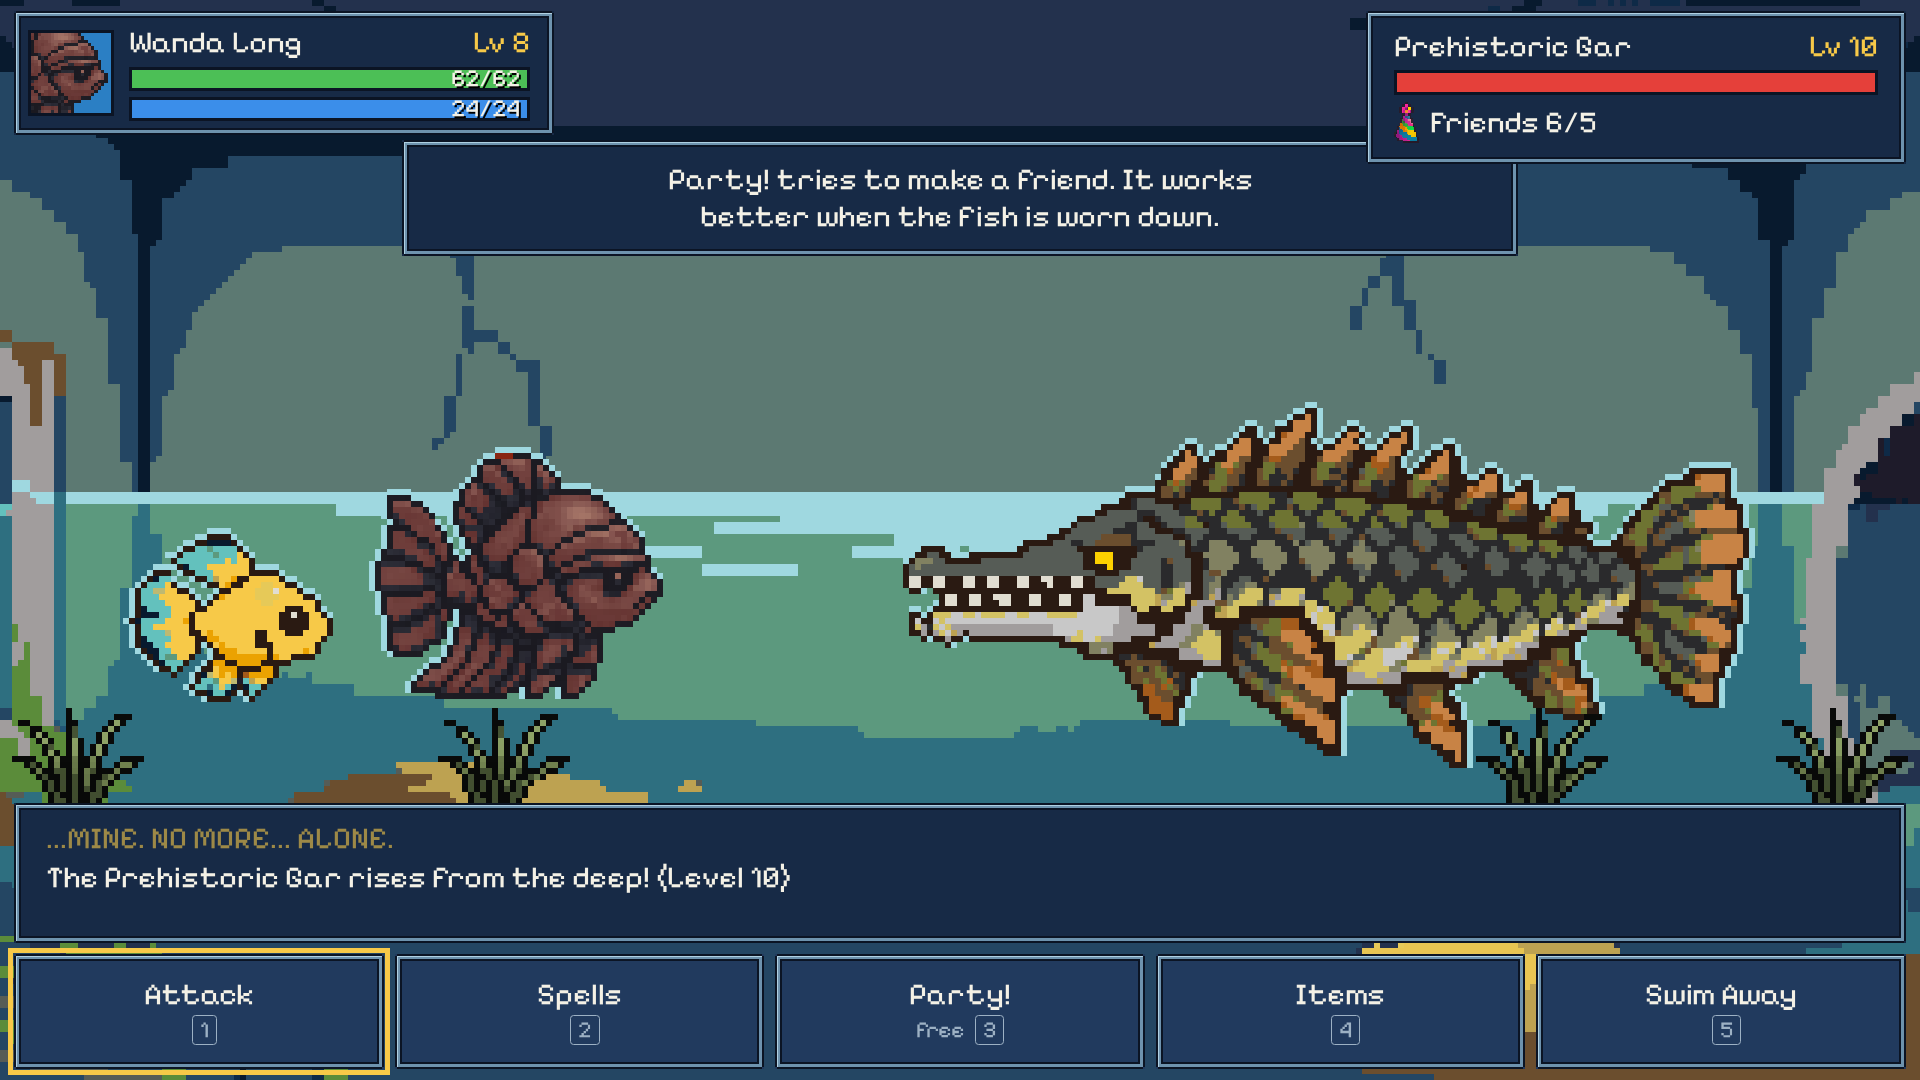 Wanda Long Lv 8
62/62
24/24
Prehistoric Gar Lv 10
Friends 6/5
Party! tries to make a friend. It works
better when the fish is worn down.
...MINE. NO MORE... ALONE.
The Prehistoric Gar rises from the deep! (Level 10)
Attack
1
Spells
2
Party!
free 3
Items
4
Swim Away
5